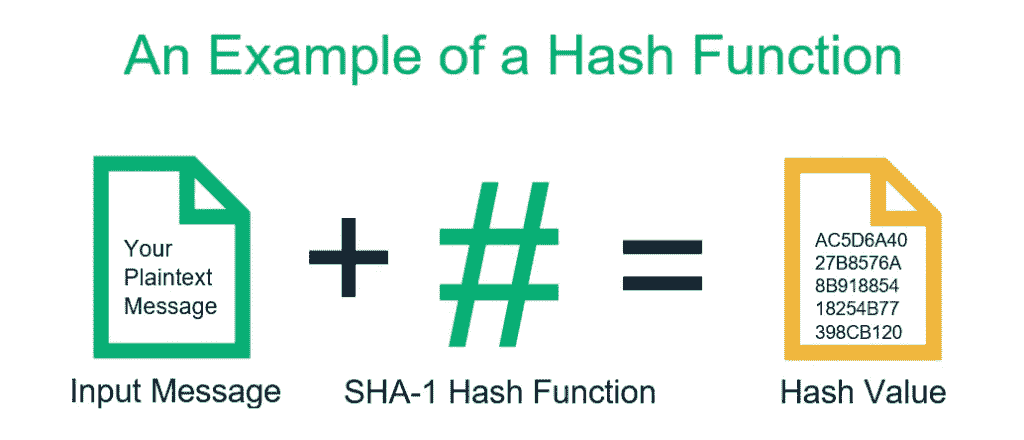 An Example of a Hash Function
Your
Plaintext
Message
+
#
=
AC5D6A40
27B8576A
8B918854
18254B77
398CB120
Input Message
SHA-1 Hash Function
Hash Value